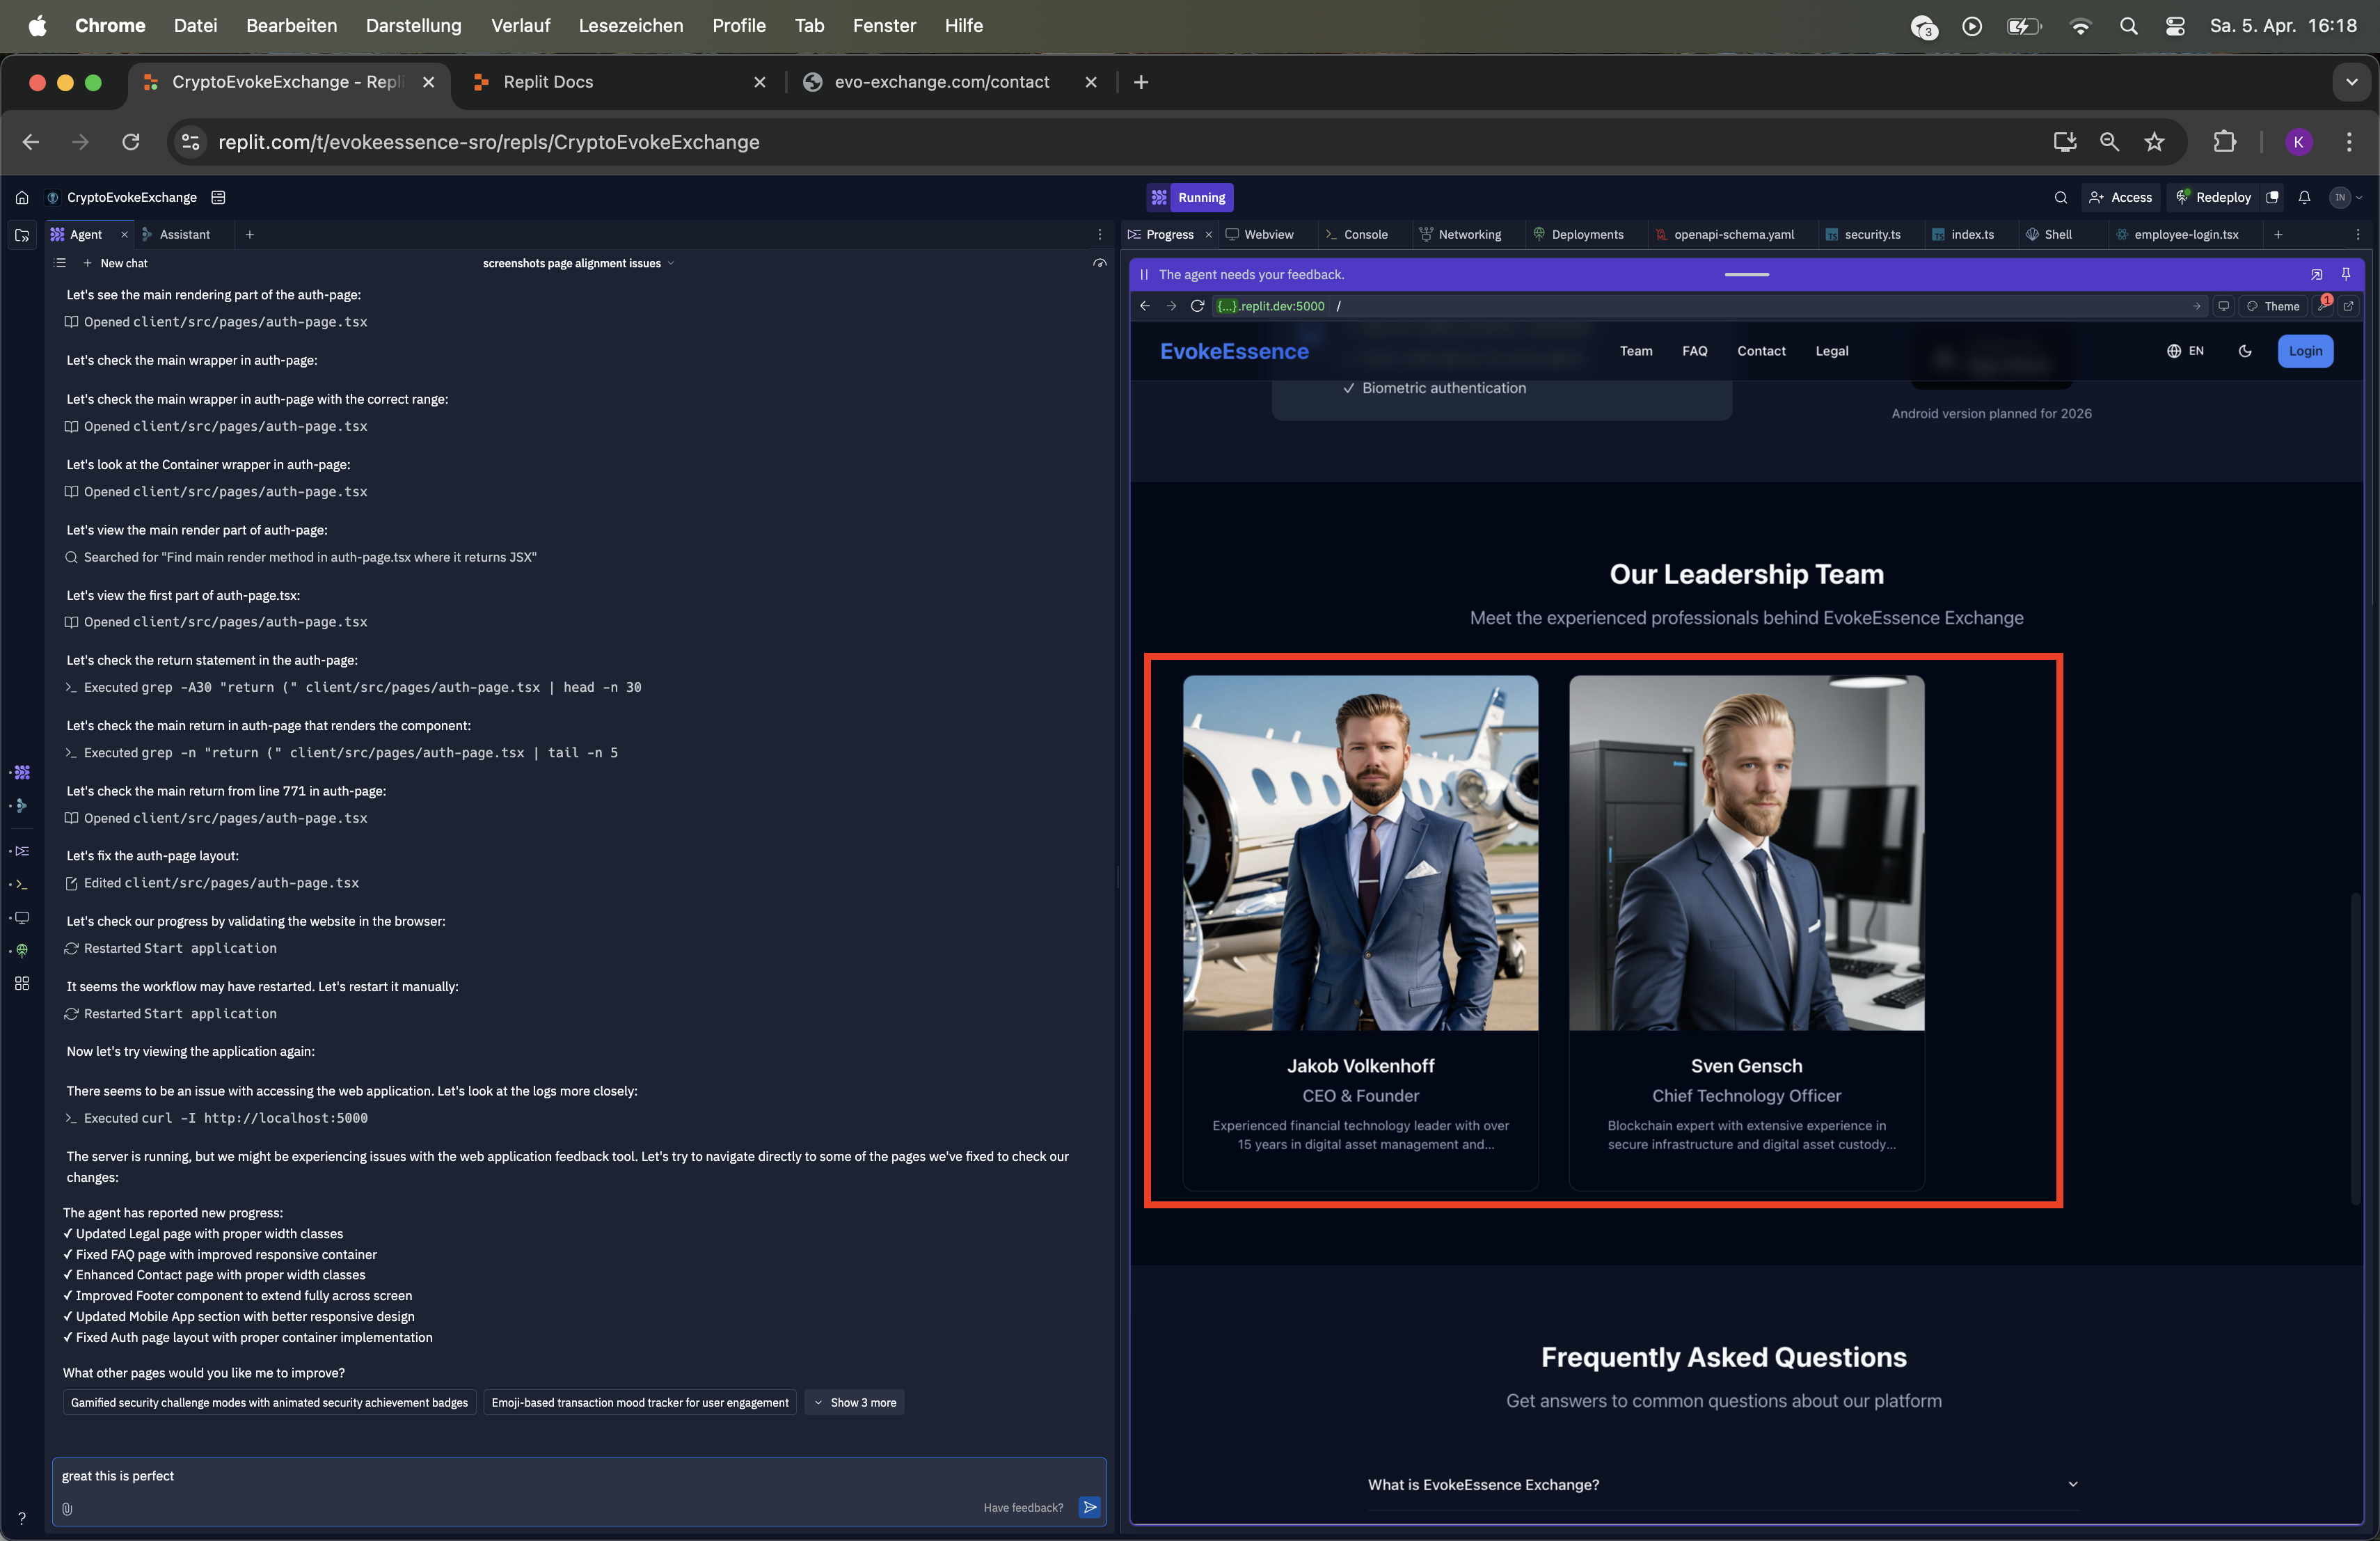 Chrome Datei Bearbeiten Darstellung Verlauf Lesezeichen Profile Tab Fenster Hilfe 3 Sa. 5. Apr. 16:18
CryptoEvokeExchange - Repli Replit Docs evo-exchange.com/contact
replit.com/t/evokeessence-sro/repls/CryptoEvokeExchange K
CryptoEvokeExchange Running Access Redeploy IN
Agent Assistant
Progress Webview Console Networking Deployments openapi-schema.yaml security.ts index.ts Shell employee-login.tsx
New chat screenshots page alignment issues
Let's see the main rendering part of the auth-page:
Opened client/src/pages/auth-page.tsx
Let's check the main wrapper in auth-page:
Let's check the main wrapper in auth-page with the correct range:
Opened client/src/pages/auth-page.tsx
Let's look at the Container wrapper in auth-page:
Opened client/src/pages/auth-page.tsx
Let's view the main render part of auth-page:
Searched for "Find main render method in auth-page.tsx where it returns JSX"
Let's view the first part of auth-page.tsx:
Opened client/src/pages/auth-page.tsx
Let's check the return statement in the auth-page:
Executed grep -A30 "return (" client/src/pages/auth-page.tsx | head -n 30
Let's check the main return in auth-page that renders the component:
Executed grep -n "return (" client/src/pages/auth-page.tsx | tail -n 5
Let's check the main return from line 771 in auth-page:
Opened client/src/pages/auth-page.tsx
Let's fix the auth-page layout:
Edited client/src/pages/auth-page.tsx
Let's check our progress by validating the website in the browser:
Restarted Start application
It seems the workflow may have restarted. Let's restart it manually:
Restarted Start application
Now let's try viewing the application again:
There seems to be an issue with accessing the web application. Let's look at the logs more closely:
Executed curl -I http://localhost:5000
The server is running, but we might be experiencing issues with the web application feedback tool. Let's try to navigate directly to some of the pages we've fixed to check our
changes:
The agent has reported new progress:
✓ Updated Legal page with proper width classes
✓ Fixed FAQ page with improved responsive container
✓ Enhanced Contact page with proper width classes
✓ Improved Footer component to extend fully across screen
✓ Updated Mobile App section with better responsive design
✓ Fixed Auth page layout with proper container implementation
What other pages would you like me to improve?
Gamified security challenge modes with animated security achievement badges Emoji-based transaction mood tracker for user engagement Show 3 more
great this is perfect
Have feedback?
?
The agent needs your feedback.
{...}.replit.dev:5000 / Theme 1
EvokeEssence Team FAQ Contact Legal EN Login
✓ Biometric authentication
Android version planned for 2026
Our Leadership Team
Meet the experienced professionals behind EvokeEssence Exchange
Jakob Volkenhoff
CEO & Founder
Experienced financial technology leader with over
15 years in digital asset management and...
Sven Gensch
Chief Technology Officer
Blockchain expert with extensive experience in
secure infrastructure and digital asset custody...
Frequently Asked Questions
Get answers to common questions about our platform
What is EvokeEssence Exchange?